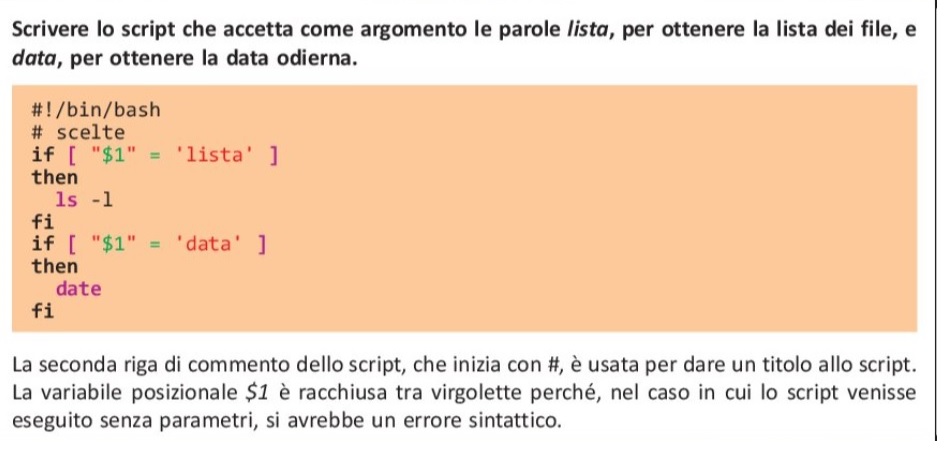 Scrivere lo script che accetta come argomento le parole lista, per ottenere la lista dei file, e
data, per ottenere la data odierna.
#!/bin/bash
# scelte
if [ "$1" = 'lista' ]
then
  ls -l
fi
if [ "$1" = 'data' ]
then
  date
fi
La seconda riga di commento dello script, che inizia con #, è usata per dare un titolo allo script.
La variabile posizionale $1 è racchiusa tra virgolette perché, nel caso in cui lo script venisse
eseguito senza parametri, si avrebbe un errore sintattico.